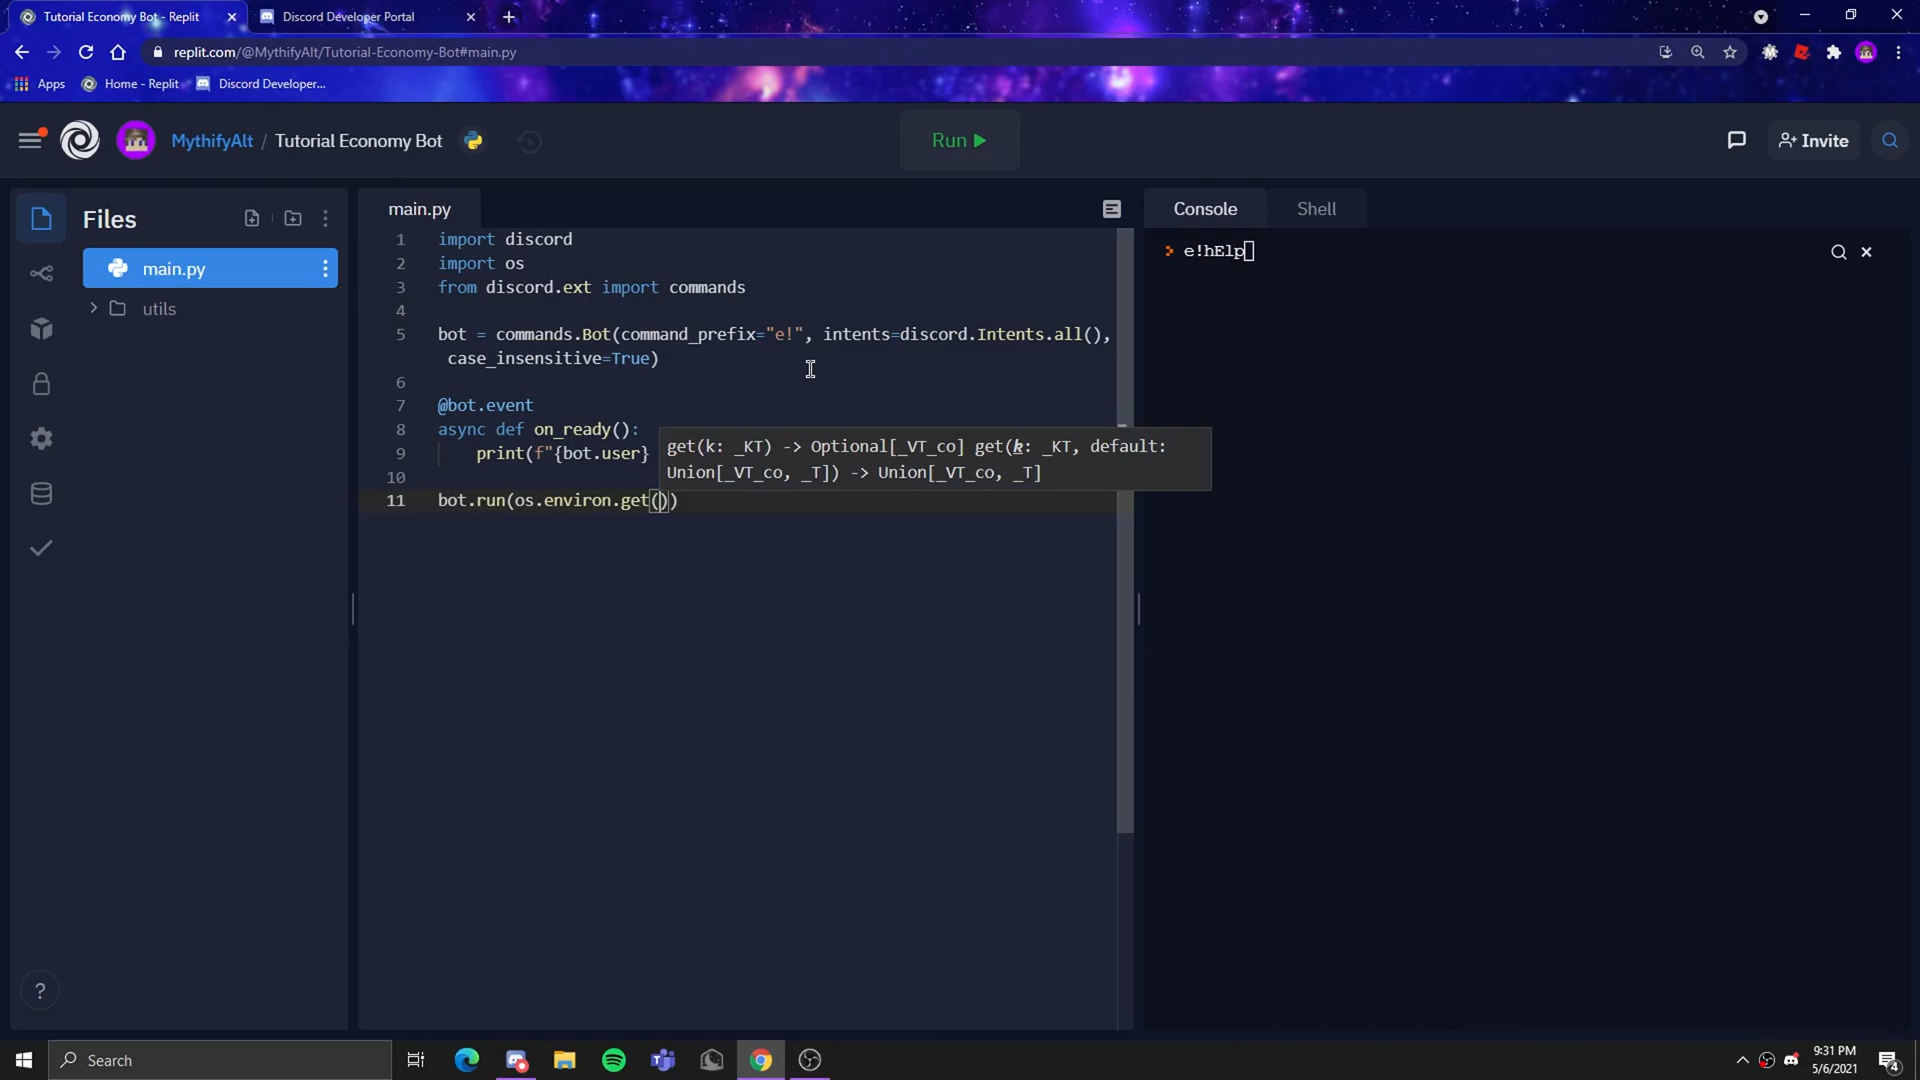 Tutorial Economy Bot - Replit
Discord Developer Portal
replit.com/@MythifyAlt/Tutorial-Economy-Bot#main.py
Apps
Home - Replit
Discord Developer...
MythifyAlt / Tutorial Economy Bot
Run
Invite
Files
main.py
utils
main.py
1 import discord
2 import os
3 from discord.ext import commands
4
5 bot = commands.Bot(command_prefix="e!", intents=discord.Intents.all(),
case_insensitive=True)
6
7 @bot.event
8 async def on_ready():
9 print(f"{bot.user}
10
11 bot.run(os.environ.get())
get(k: _KT) -> Optional[_VT_co] get(k: _KT, default:
Union[_VT_co, _T]) -> Union[_VT_co, _T]
Console
Shell
> e!hElp
?
Search
9:31 PM
5/6/2021
4